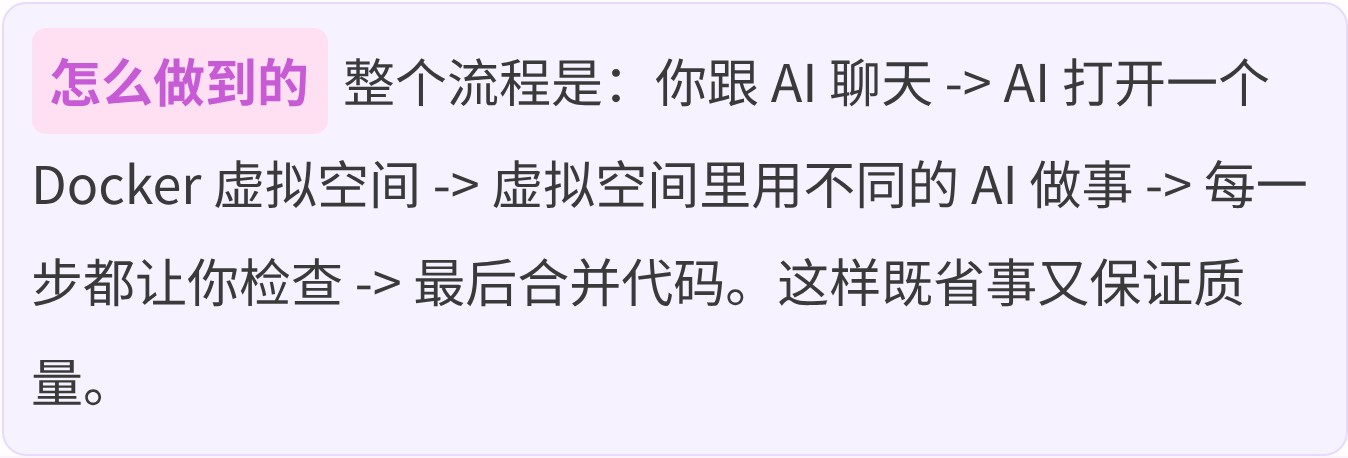 怎么做到的 整个流程是：你跟 AI 聊天 -> AI 打开一个
Docker 虚拟空间 -> 虚拟空间里用不同的 AI 做事 -> 每一
步都让你检查 -> 最后合并代码。这样既省事又保证质
量。